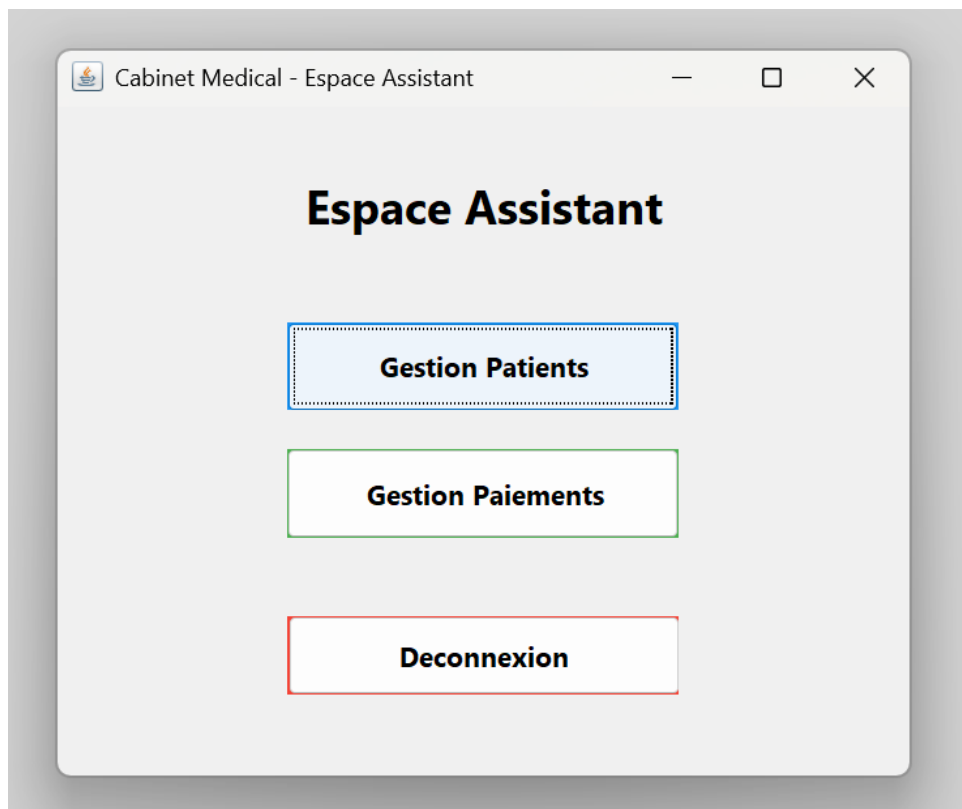 Cabinet Medical - Espace Assistant
Espace Assistant
Gestion Patients
Gestion Paiements
Deconnexion